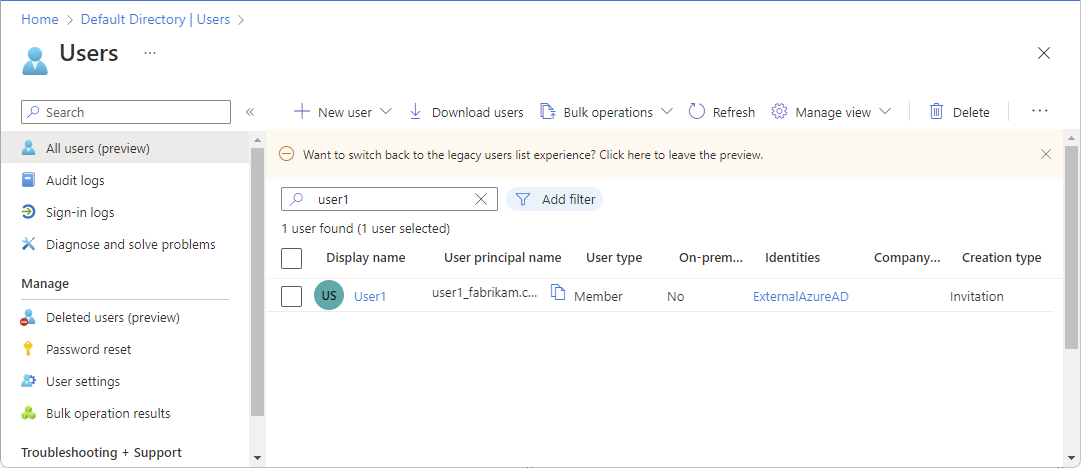 Home > Default Directory | Users >
Users ...
Search
«
New user
Download users
Bulk operations
Refresh
Manage view
Delete
...
All users (preview)
Audit logs
Sign-in logs
Diagnose and solve problems
Manage
Deleted users (preview)
Password reset
User settings
Bulk operation results
Troubleshooting + Support
Want to switch back to the legacy users list experience? Click here to leave the preview.
user1
Add filter
1 user found (1 user selected)
Display name User principal name User type On-prem... Identities Company... Creation type
US User1 user1_fabrikam.c... Member No ExternalAzureAD Invitation